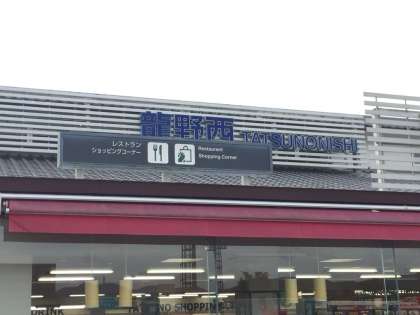 龍野西 TATSUNONISHI
レストラン
ショッピングコーナー
Restaurant
Shopping Corner